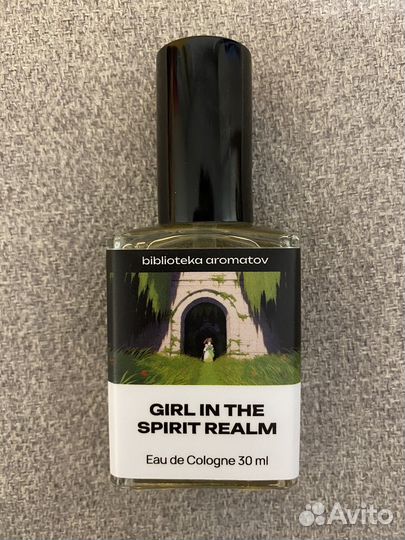 biblioteka aromatov
GIRL IN THE
SPIRIT REALM
Eau de Cologne 30 ml
Avito